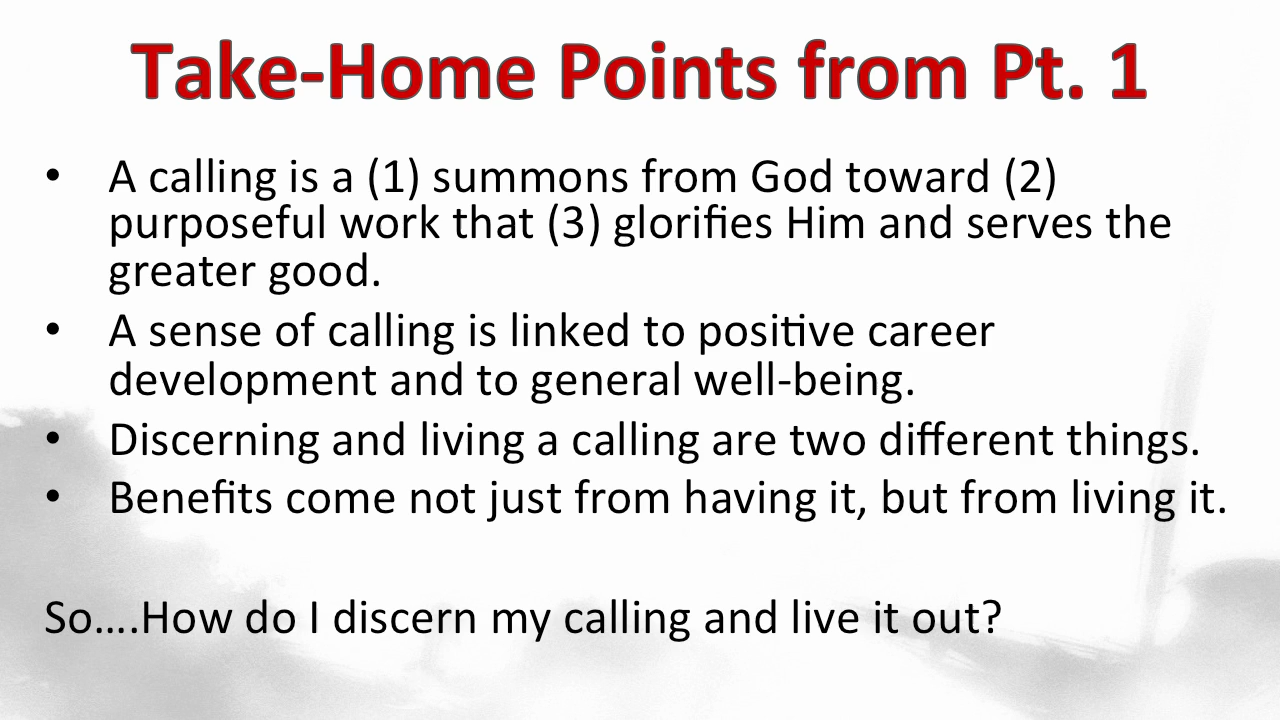 Take-Home Points from Pt. 1
• A calling is a (1) summons from God toward (2)
purposeful work that (3) glorifies Him and serves the
greater good.
• A sense of calling is linked to positive career
development and to general well-being.
• Discerning and living a calling are two different things.
• Benefits come not just from having it, but from living it.
So….How do I discern my calling and live it out?